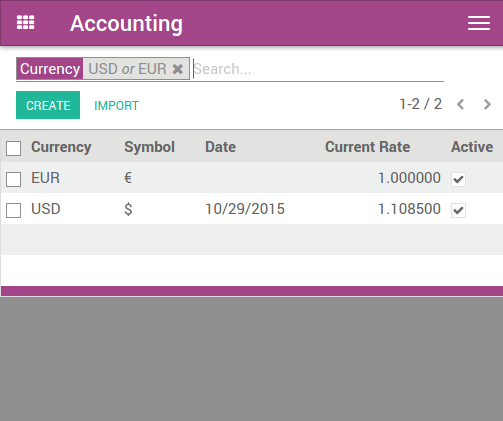 Accounting
Currency USD or EUR ✖ Search...
CREATE IMPORT 1-2 / 2
Currency Symbol Date Current Rate Active
EUR € 1.000000
USD $ 10/29/2015 1.108500